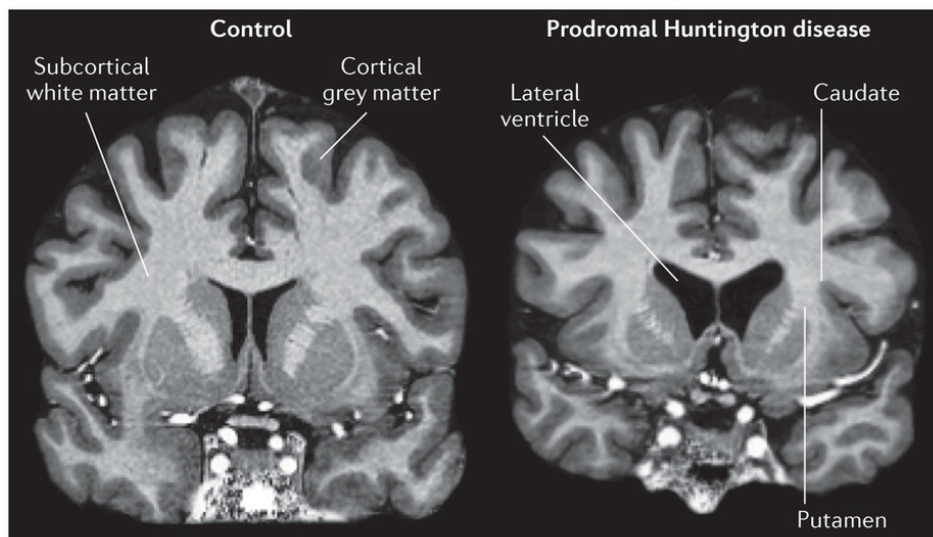 Control
Prodromal Huntington disease
Subcortical
white matter
Cortical
grey matter
Lateral
ventricle
Caudate
Putamen